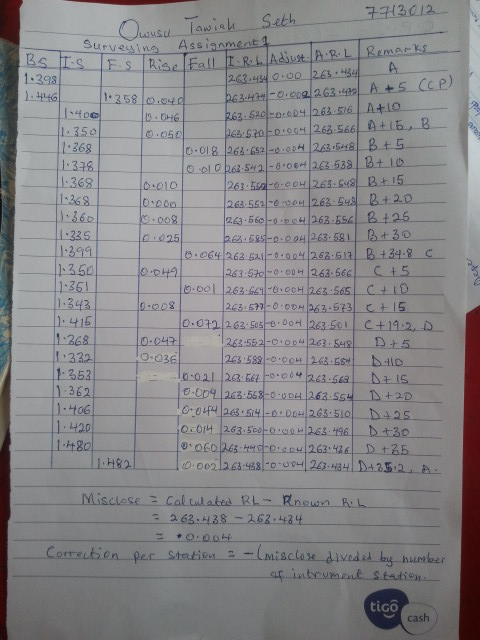 Owusu Tawiah Seth 7713012
Surveying Assignment 1
B.S I.S F.S Rise Fall I.R.L Adjust. A.R.L Remarks
1.398 263.434 0.00 263.434 A
1.446 1.358 0.040 263.474 -0.002 263.472 A+5 (CP)
1.400 0.046 263.520 -0.004 263.516 A+10
1.350 0.050 263.570 -0.004 263.566 A+15, B
1.368 0.018 263.552 -0.004 263.548 B+5
1.378 0.010 263.542 -0.004 263.538 B+10
1.368 0.010 263.552 -0.004 263.548 B+15
1.368 0.000 263.552 -0.004 263.548 B+20
1.360 0.008 263.560 -0.004 263.556 B+25
1.335 0.025 263.585 -0.004 263.581 B+30
1.399 0.064 263.521 -0.004 263.517 B+34.8 C
1.350 0.049 263.570 -0.004 263.566 C+5
1.351 0.001 263.569 -0.004 263.565 C+10
1.343 0.008 263.577 -0.004 263.573 C+15
1.415 0.072 263.505 -0.004 263.501 C+19.2, D
1.368 0.047 263.552 -0.004 263.548 D+5
1.332 0.036 263.588 -0.004 263.584 D+10
1.353 0.021 263.567 -0.004 263.563 D+15
1.362 0.009 263.558 -0.004 263.554 D+20
1.406 0.044 263.514 -0.004 263.510 D+25
1.420 0.014 263.500 -0.004 263.496 D+30
1.480 0.060 263.440 -0.004 263.436 D+35
1.482 0.002 263.438 -0.004 263.434 D+35.2, A.
Misclose = Calculated RL - Known R.L
= 263.438 - 263.434
= 0.004
Correction per station = -(misclose divided by number
of intrument station.
tigo cash